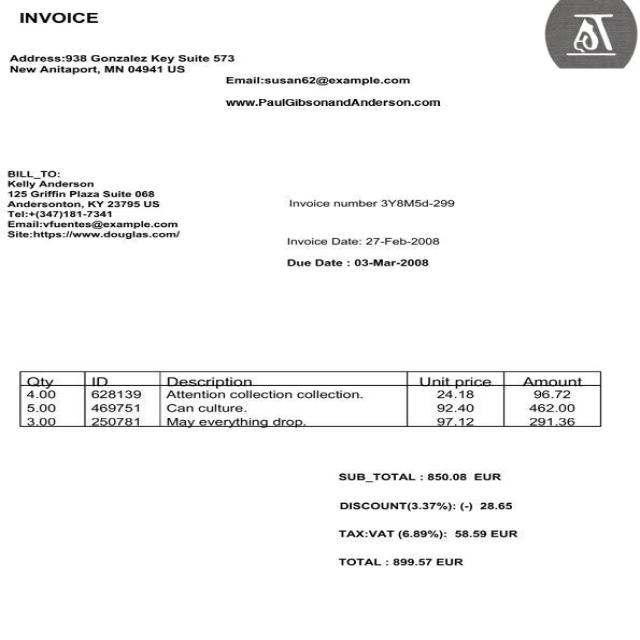 INVOICE
Address:938 Gonzalez Key Suite 573
New Anitaport, MN 04941 US
Email:susan62@example.com
www.PaulGibsonandAnderson.com
BILL_TO:
Kelly Anderson
125 Griffin Plaza Suite 068
Andersonton, KY 23795 US
Tel:+(347)181-7341
Email:vfuentes@example.com
Site:https://www.douglas.com/
Invoice number 3Y8M5d-299
Invoice Date: 27-Feb-2008
Due Date : 03-Mar-2008
Qty ID Description Unit price Amount
4.00 628139 Attention collection collection. 24.18 96.72
5.00 469751 Can culture. 92.40 462.00
3.00 250781 May everything drop. 97.12 291.36
SUB_TOTAL : 850.08 EUR
DISCOUNT(3.37%): (-) 28.65
TAX:VAT (6.89%): 58.59 EUR
TOTAL : 899.57 EUR